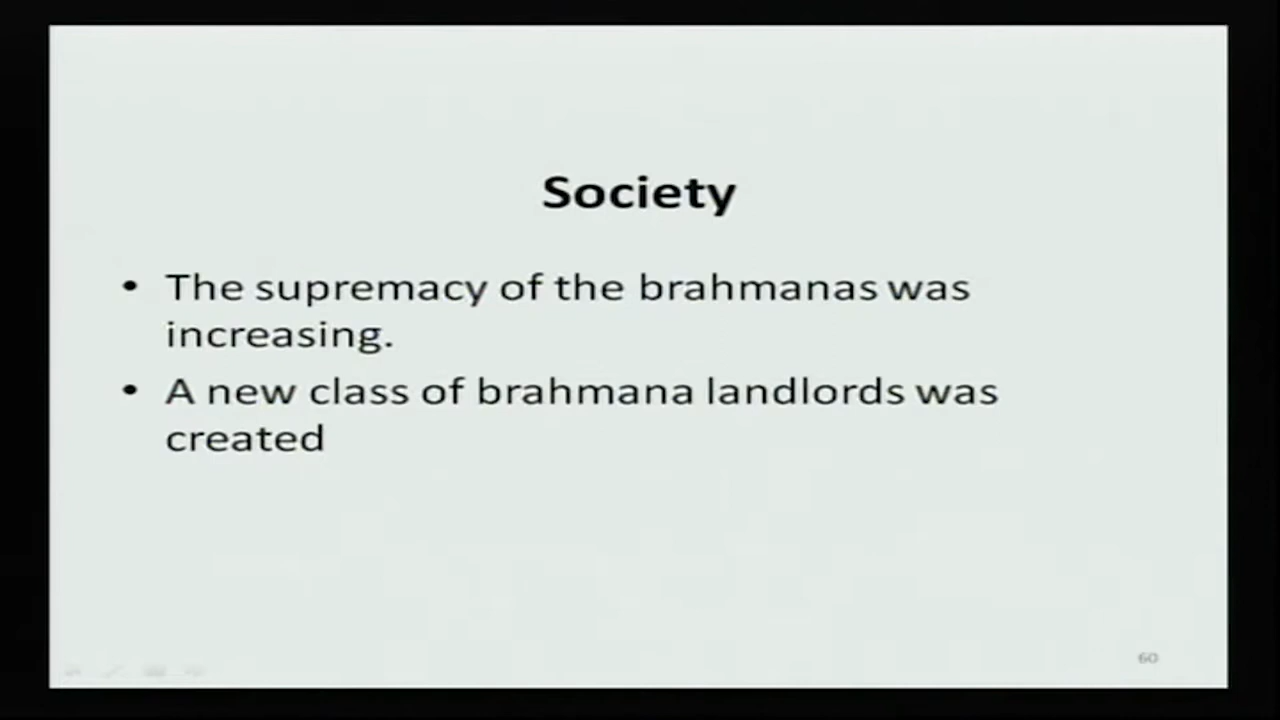 Society
• The supremacy of the brahmanas was
increasing.
• A new class of brahmana landlords was
created
60